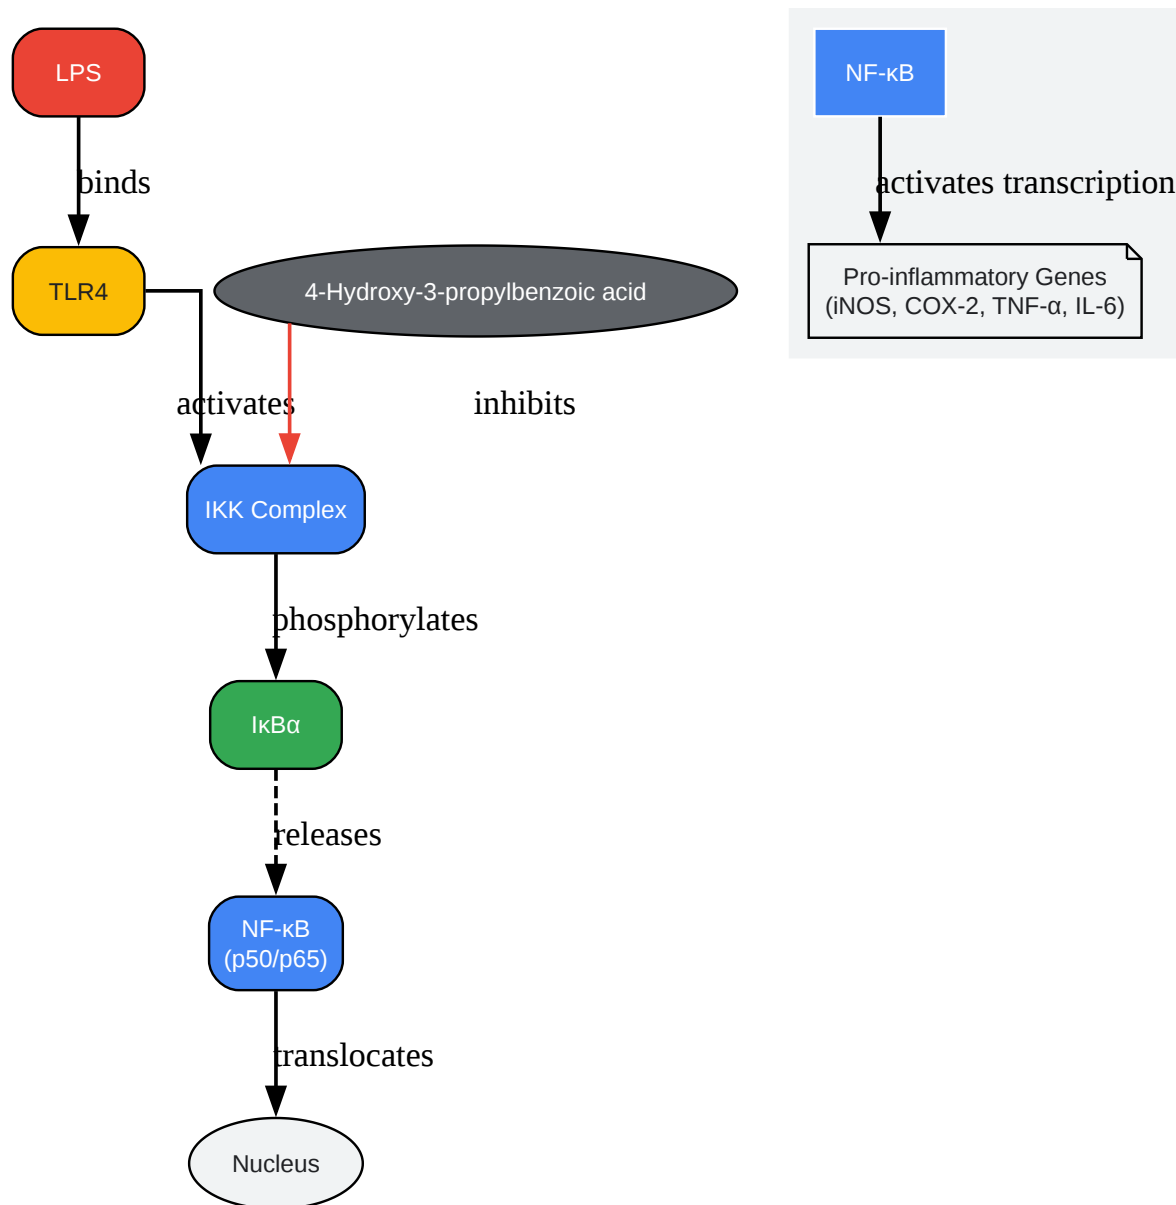 LPS
binds
TLR4
4-Hydroxy-3-propylbenzoic acid
activates
inhibits
IKK Complex
phosphorylates
IκBα
releases
NF-κB
(p50/p65)
translocates
Nucleus
NF-κB
activates transcription
Pro-inflammatory Genes
(iNOS, COX-2, TNF-α, IL-6)